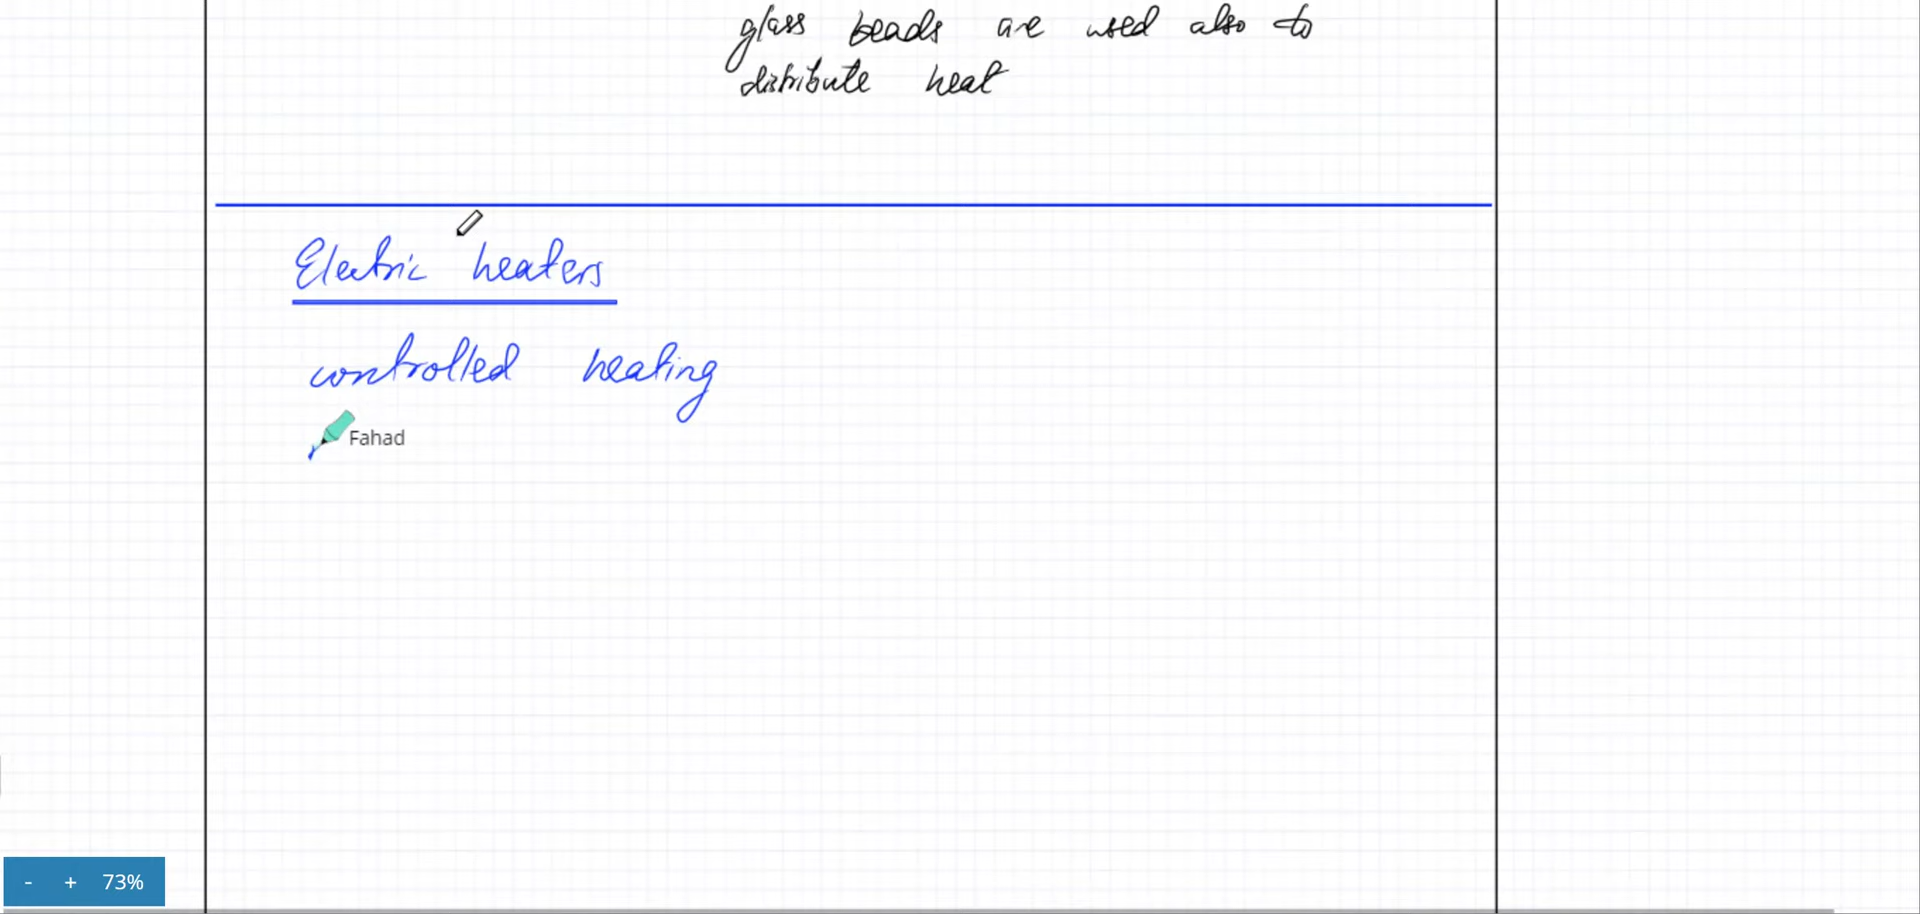 glass beads are used also to
distribute heat
Electric heaters
controlled heating
Fahad
- + 73%